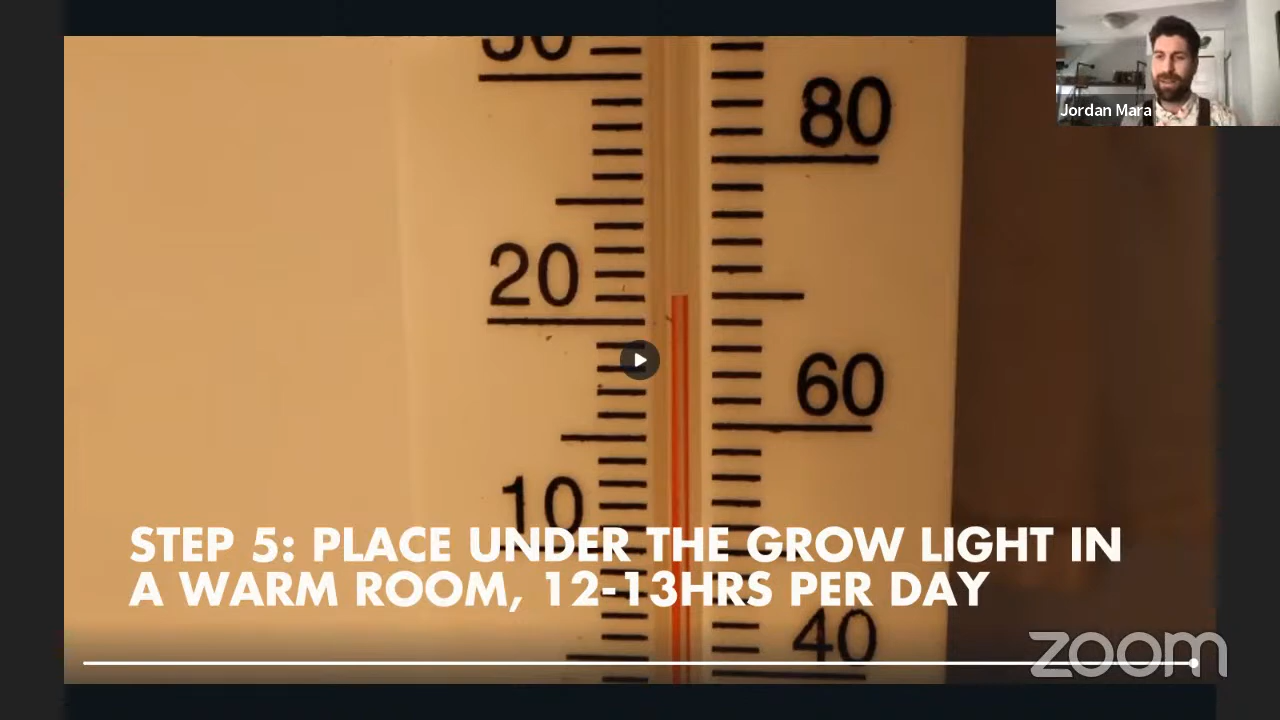 30
80
Jordan Mara
20
60
10
STEP 5: PLACE UNDER THE GROW LIGHT IN
A WARM ROOM, 12-13HRS PER DAY
40
zoom